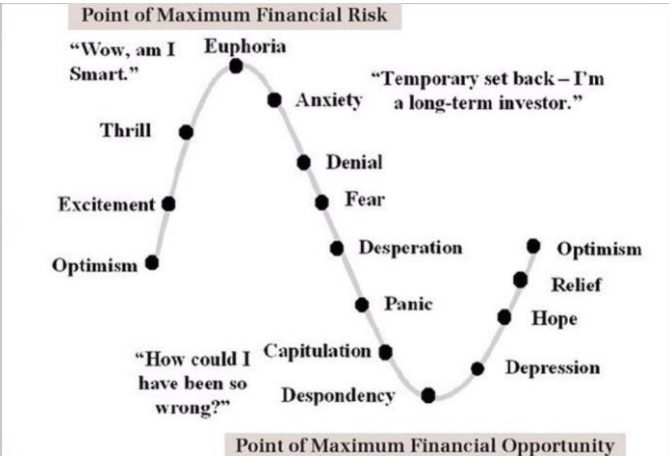 Point of Maximum Financial Risk
“Wow, am I
Smart.”
Euphoria
“Temporary set back – I’m
a long-term investor.”
Anxiety
Thrill
Denial
Excitement
Fear
Desperation
Optimism
Optimism
Relief
Panic
Hope
“How could I
have been so
wrong?”
Capitulation
Depression
Despondency
Point of Maximum Financial Opportunity